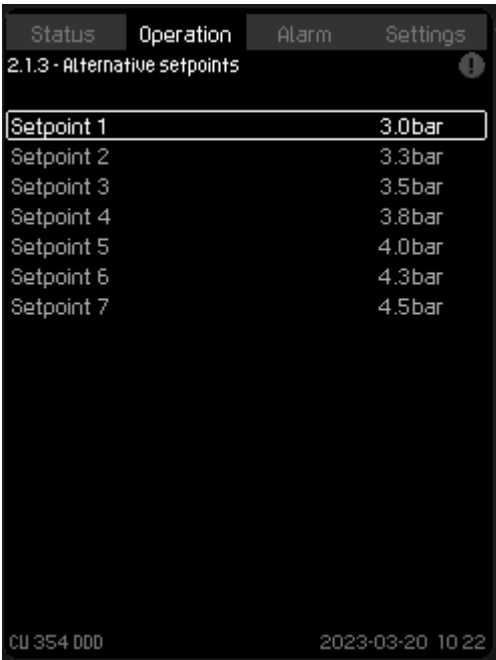 Status Operation Alarm Settings
2.1.3 - Alternative setpoints
Setpoint 1 3.0bar
Setpoint 2 3.3bar
Setpoint 3 3.5bar
Setpoint 4 3.8bar
Setpoint 5 4.0bar
Setpoint 6 4.3bar
Setpoint 7 4.5bar
CU 354 DDD 2023-03-20 10 22